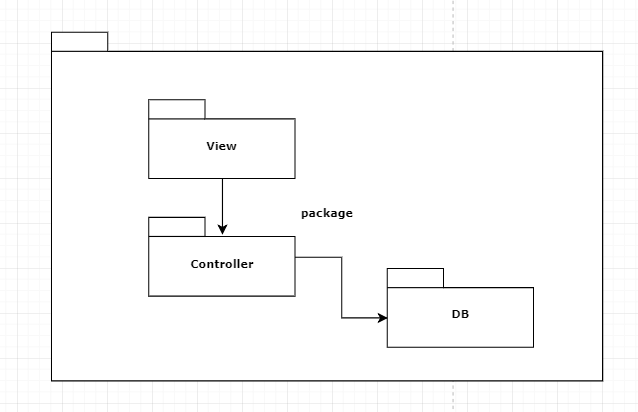 View
package
Controller
DB